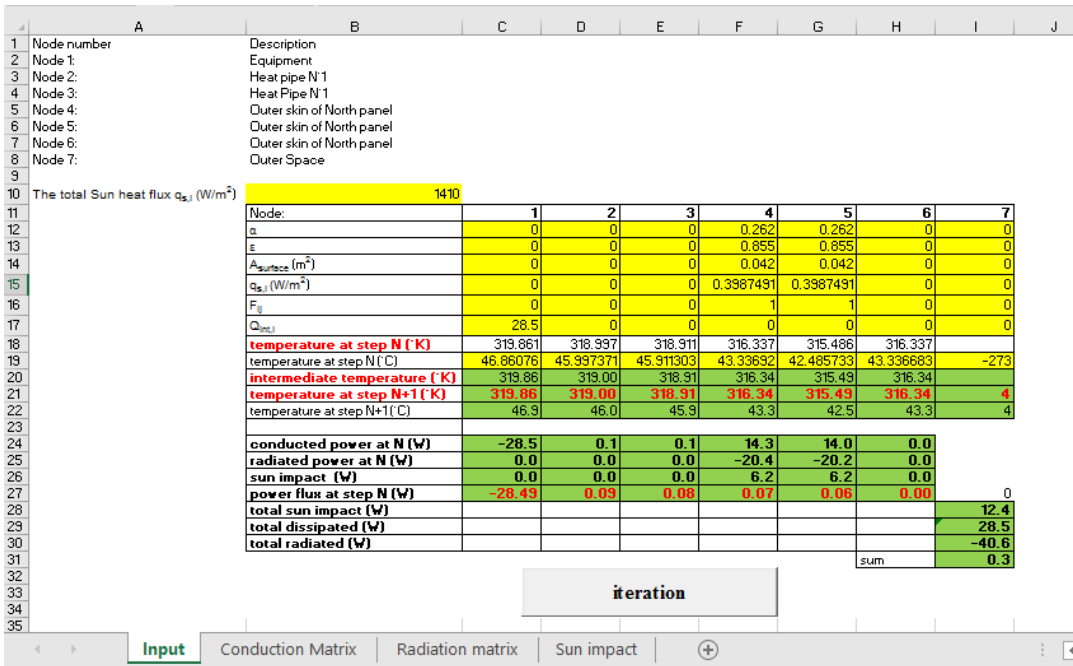 A B C D E F G H I J
1 Node number Description
2 Node 1: Equipment
3 Node 2: Heat pipe N°1
4 Node 3: Heat Pipe N°1
5 Node 4: Outer skin of North panel
6 Node 5: Outer skin of North panel
7 Node 6: Outer skin of North panel
8 Node 7: Outer Space
9
10 The total Sun heat flux qs,i (W/m²) 1410
11 Node: 1 2 3 4 5 6 7
12 α 0 0 0 0.262 0.262 0 0
13 ε 0 0 0 0.855 0.855 0 0
14 Asurface (m²) 0 0 0 0.042 0.042 0 0
15 qs,i (W/m²) 0 0 0 0.3987491 0.3987491 0 0
16 Fij 0 0 0 1 1 0 0
17 Qint,i 28.5 0 0 0 0 0 0
18 temperature at step N (°K) 319.861 318.997 318.911 316.337 315.486 316.337
19 temperature at step N (°C) 46.86076 45.997371 45.911303 43.33692 42.485733 43.336683 -273
20 intermediate temperature (°K) 319.86 319.00 318.91 316.34 315.49 316.34
21 temperature at step N+1 (°K) 319.86 319.00 318.91 316.34 315.49 316.34 4
22 temperature at step N+1 (°C) 46.9 46.0 45.9 43.3 42.5 43.3 4
23
24 conducted power at N (W) -28.5 0.1 0.1 14.3 14.0 0.0
25 radiated power at N (W) 0.0 0.0 0.0 -20.4 -20.2 0.0
26 sun impact (W) 0.0 0.0 0.0 6.2 6.2 0.0
27 power flux at step N (W) -28.49 0.09 0.08 0.07 0.06 0.00 0
28 total sun impact (W) 12.4
29 total dissipated (W) 28.5
30 total radiated (W) -40.6
31 sum 0.3
32
33 iteration
34
35
Input Conduction Matrix Radiation matrix Sun impact